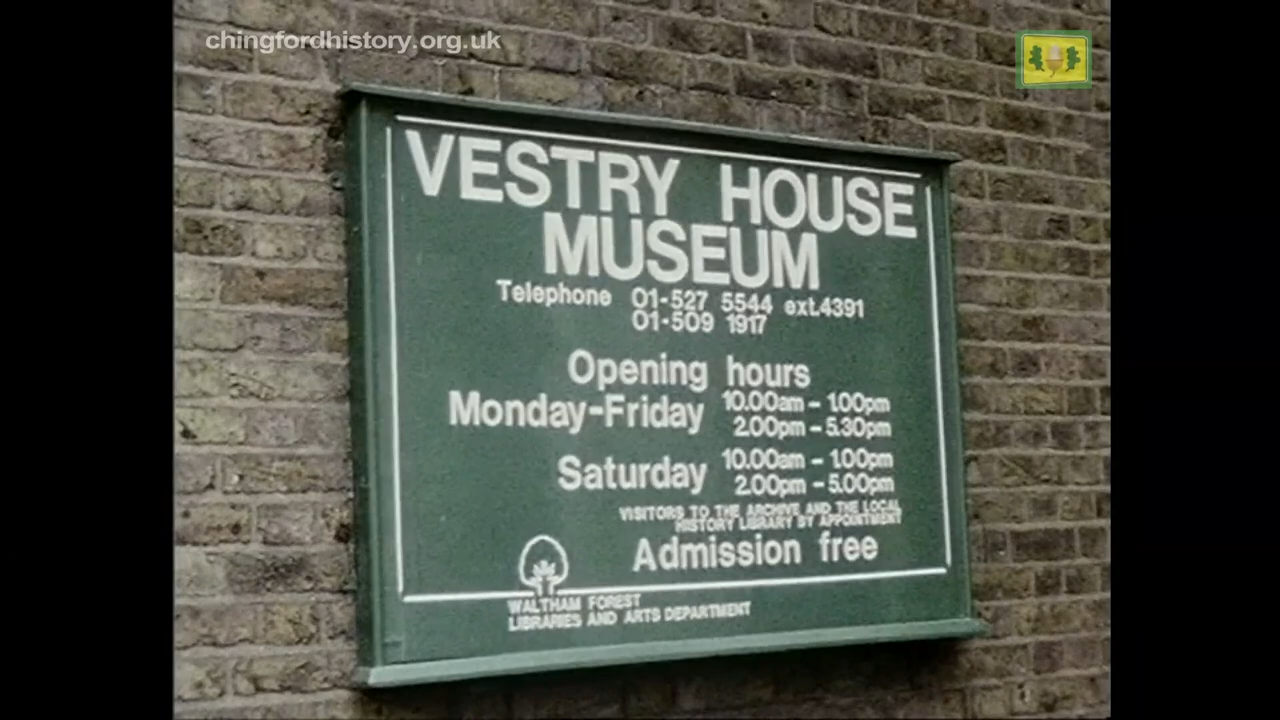 chingfordhistory.org.uk
VESTRY HOUSE
MUSEUM
Telephone 01-527 5544 ext.4391
01-509 1917
Opening hours
Monday-Friday 10.00am - 1.00pm
2.00pm - 5.30pm
Saturday 10.00am - 1.00pm
2.00pm - 5.00pm
VISITORS TO THE ARCHIVE AND THE LOCAL
HISTORY LIBRARY BY APPOINTMENT
Admission free
WALTHAM FOREST
LIBRARIES AND ARTS DEPARTMENT